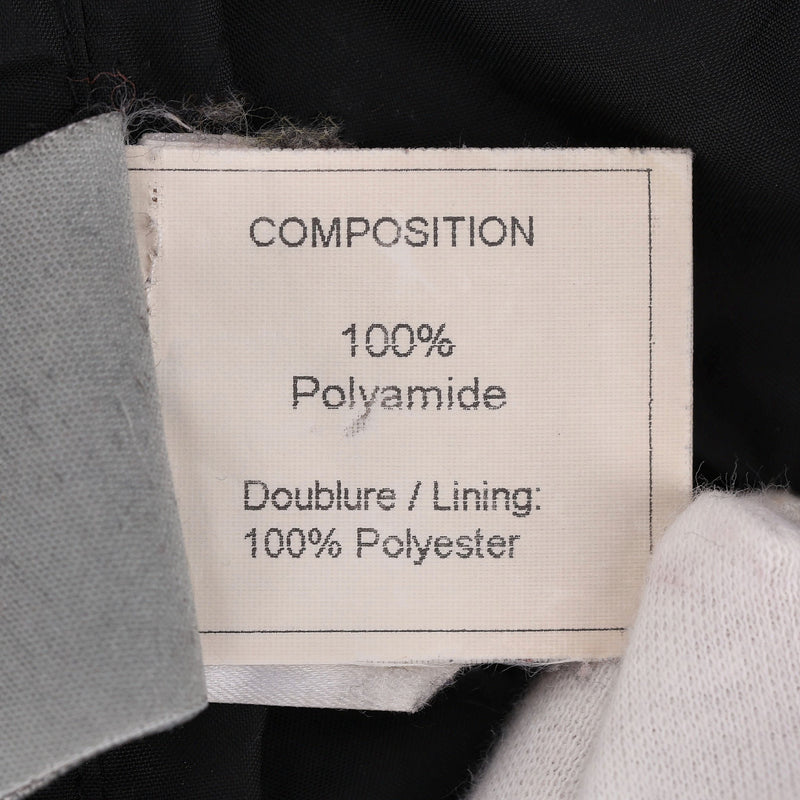 COMPOSITION
100%
Polyamide
Doublure / Lining:
100% Polyester